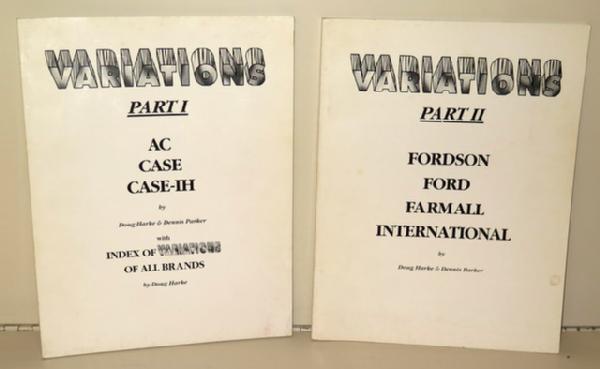 VARIATIONS
PART I
AC
CASE
CASE-IH
by
Doug Harke & Dennis Parker
with
INDEX OF VARIATIONS
OF ALL BRANDS
by Doug Harke
VARIATIONS
PART II
FORDSON
FORD
FARMALL
INTERNATIONAL
by
Doug Harke & Dennis Parker